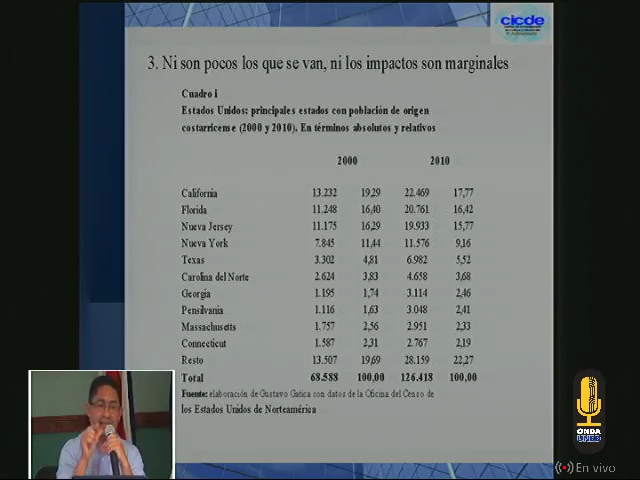 cicde
3. Ni son pocos los que se van, ni los impactos son marginales
Cuadro i
Estados Unidos: principales estados con población de origen
costarricense (2000 y 2010). En términos absolutos y relativos
2000 2010
California 13.232 19,29 22.469 17,77
Florida 11.248 16,40 20.761 16,42
Nueva Jersey 11.175 16,29 19.933 15,77
Nueva York 7.845 11,44 11.576 9,16
Texas 3.302 4,81 6.982 5,52
Carolina del Norte 2.624 3,83 4.658 3,68
Georgia 1.195 1,74 3.114 2,46
Pensilvania 1.116 1,63 3.048 2,41
Massachusetts 1.757 2,56 2.951 2,33
Connecticut 1.587 2,31 2.767 2,19
Resto 13.507 19,69 28.159 22,27
Total 68.588 100,00 126.418 100,00
Fuente: elaboración de Gustavo Gatica con datos de la Oficina del Censo de
los Estados Unidos de Norteamérica
ONDA
UNED
En vivo